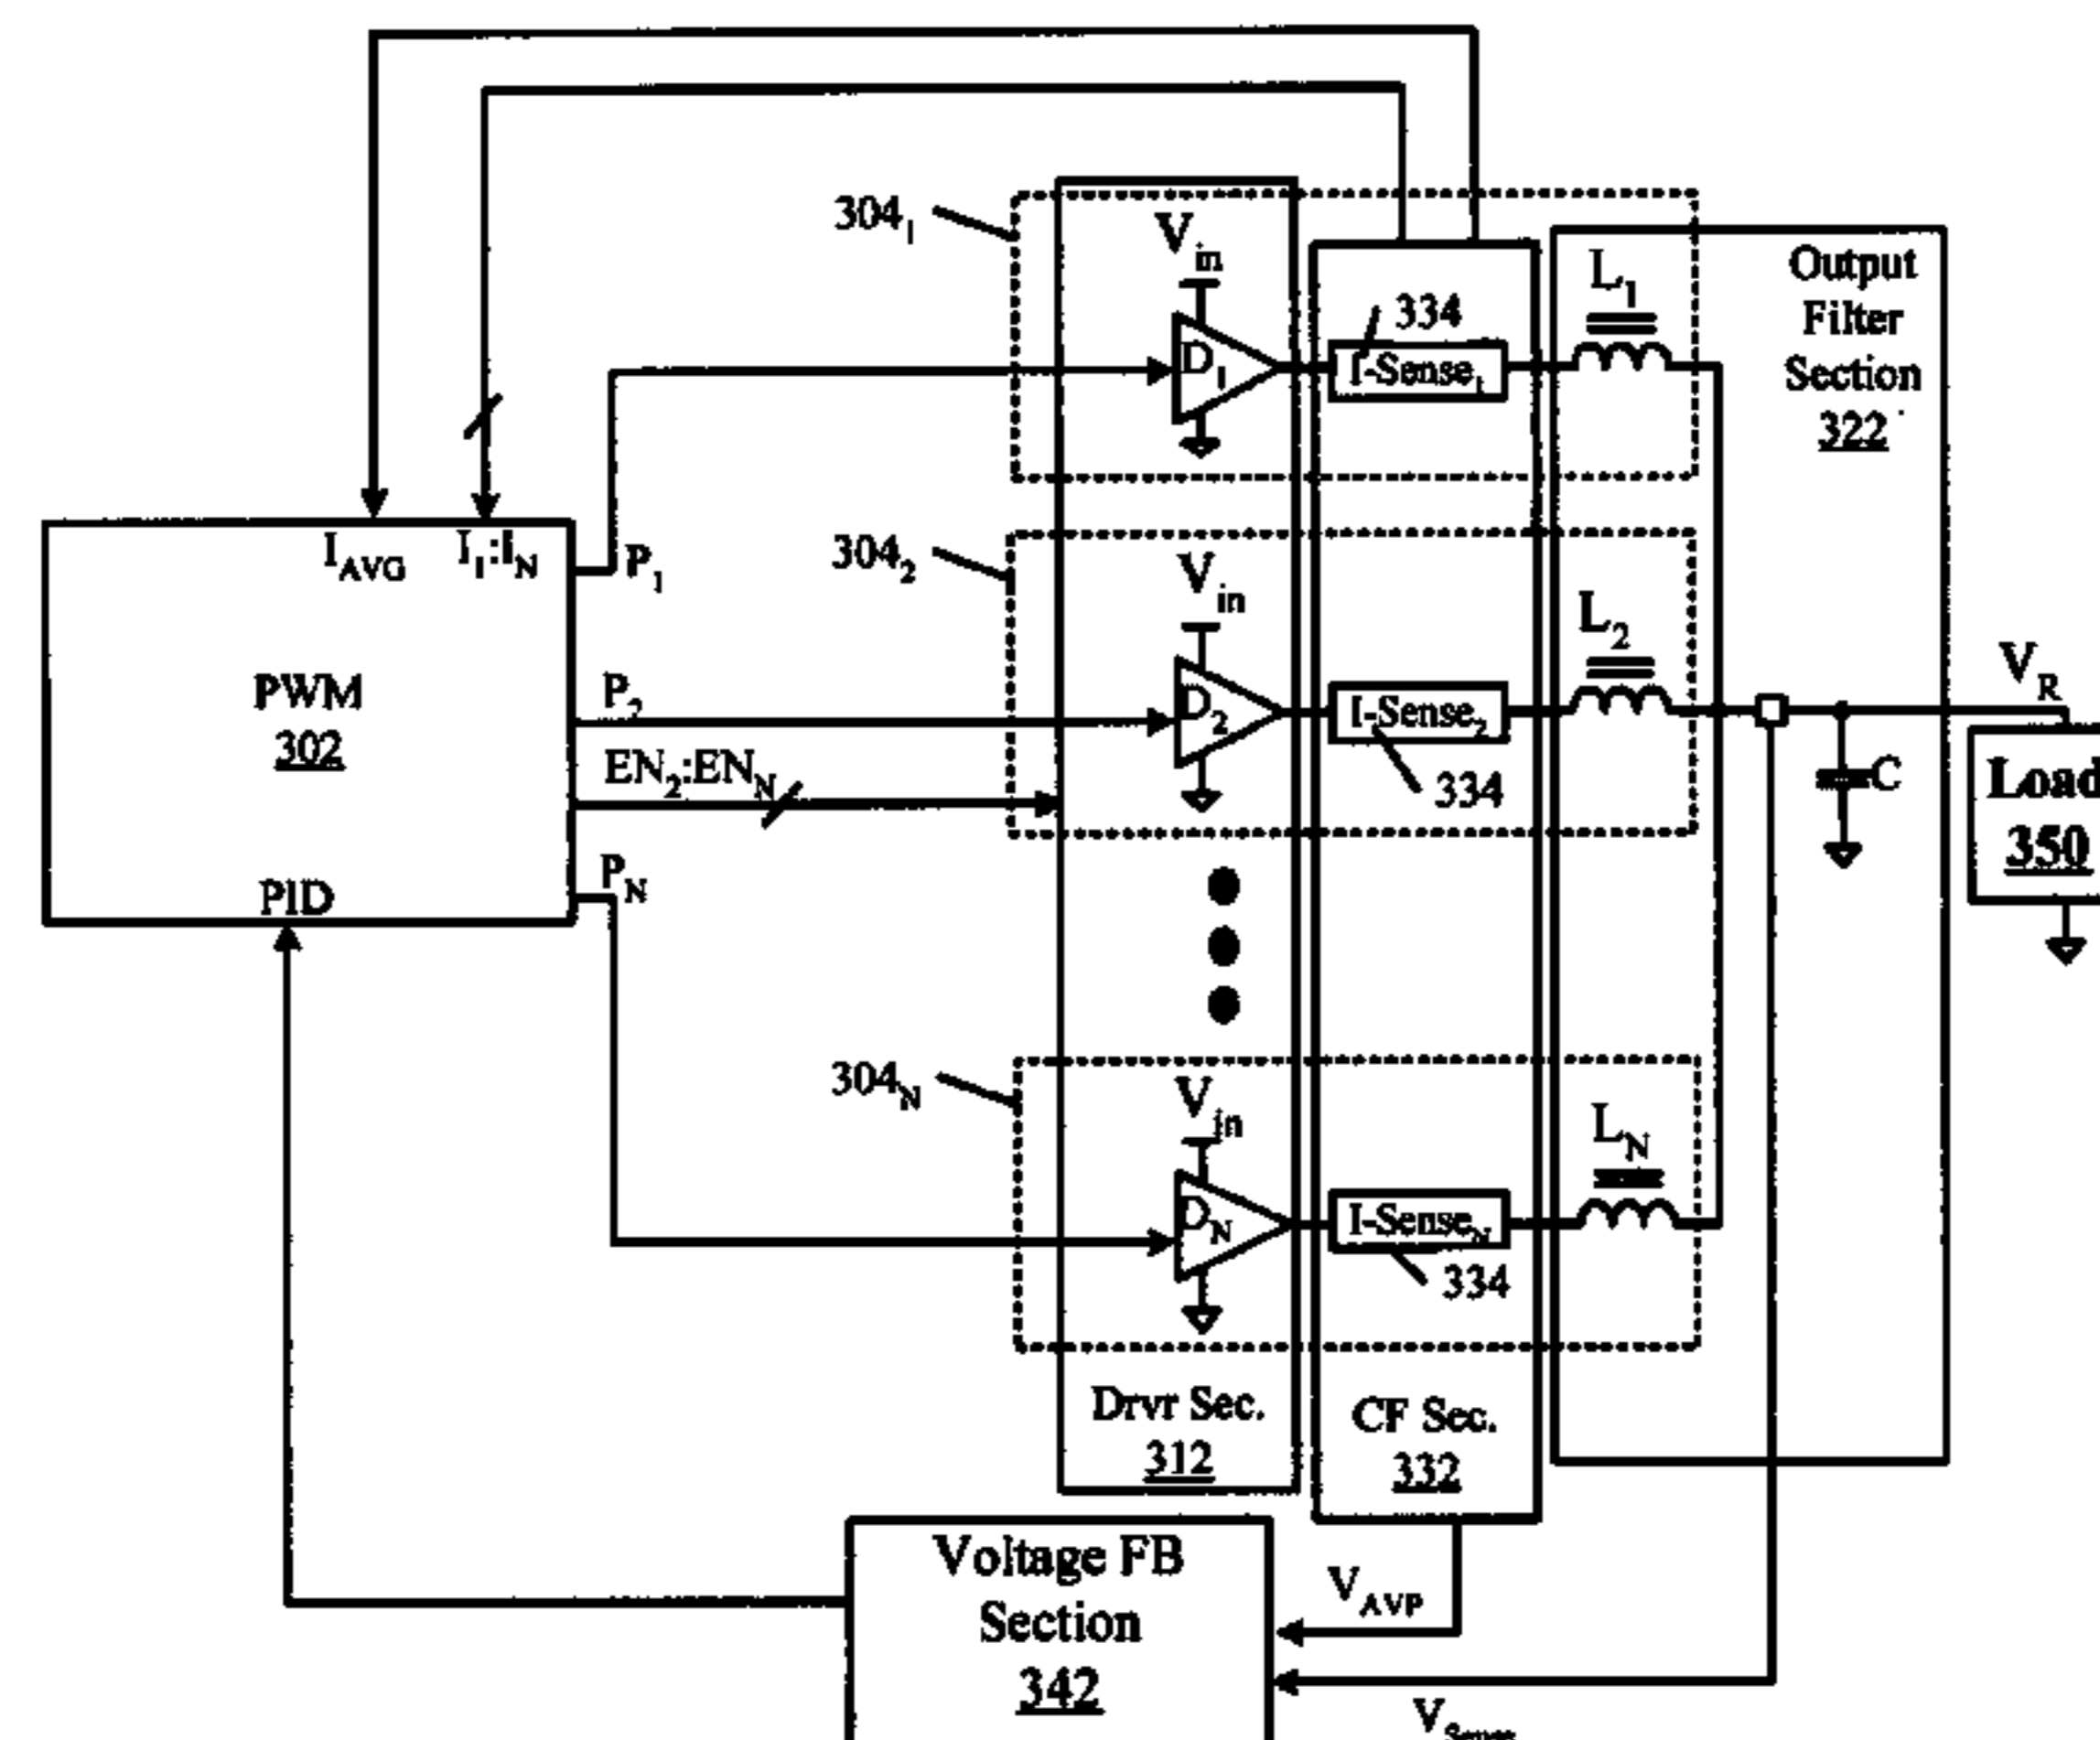 304₁
V_in
D₁
334
I-Sense₁
L₁
Output
Filter
Section
322
I_AVG
I₁:I_N
P₁
PWM
302
P₂
EN₂:EN_N
P_N
PID
304₂
V_in
D₂
I-Sense₂
334
L₂
V_R
C
Load
350
304_N
V_in
D_N
I-Sense_N
334
L_N
Drvr Sec.
312
CF Sec.
332
Voltage FB
Section
342
V_AVP
V_Sense